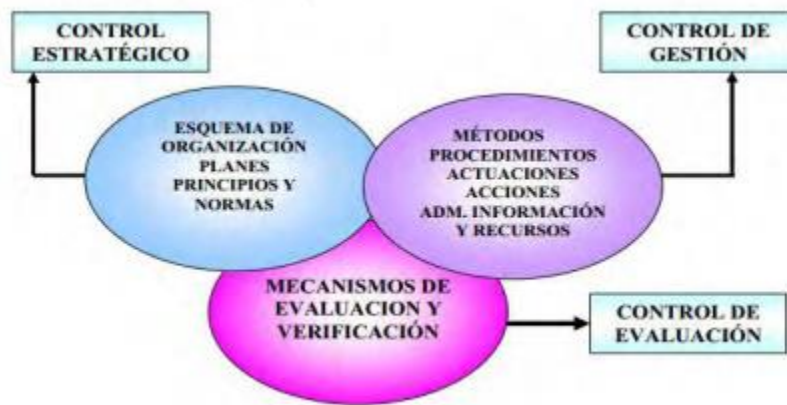 CONTROL
ESTRATÉGICO
CONTROL DE
GESTIÓN
ESQUEMA DE
ORGANIZACIÓN
PLANES
PRINCIPIOS Y
NORMAS
MÉTODOS
PROCEDIMIENTOS
ACTUACIONES
ACCIONES
ADM. INFORMACIÓN
Y RECURSOS
MECANISMOS DE
EVALUACION Y
VERIFICACIÓN
CONTROL DE
EVALUACIÓN